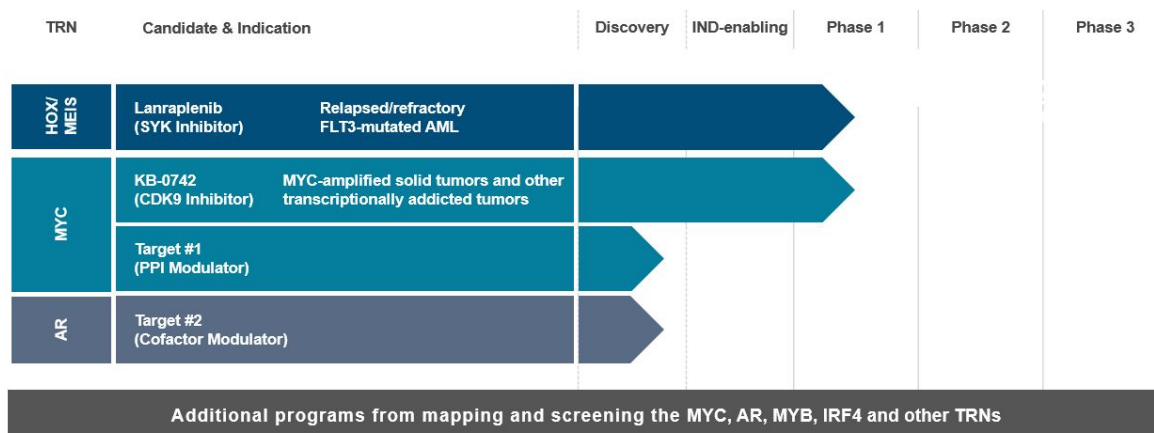 TRN Candidate & Indication Discovery IND-enabling Phase 1 Phase 2 Phase 3
HOX/
MEIS
Lanraplenib
(SYK Inhibitor)
Relapsed/refractory
FLT3-mutated AML
MYC
KB-0742
(CDK9 Inhibitor)
MYC-amplified solid tumors and other
transcriptionally addicted tumors
Target #1
(PPI Modulator)
AR
Target #2
(Cofactor Modulator)
Additional programs from mapping and screening the MYC, AR, MYB, IRF4 and other TRNs